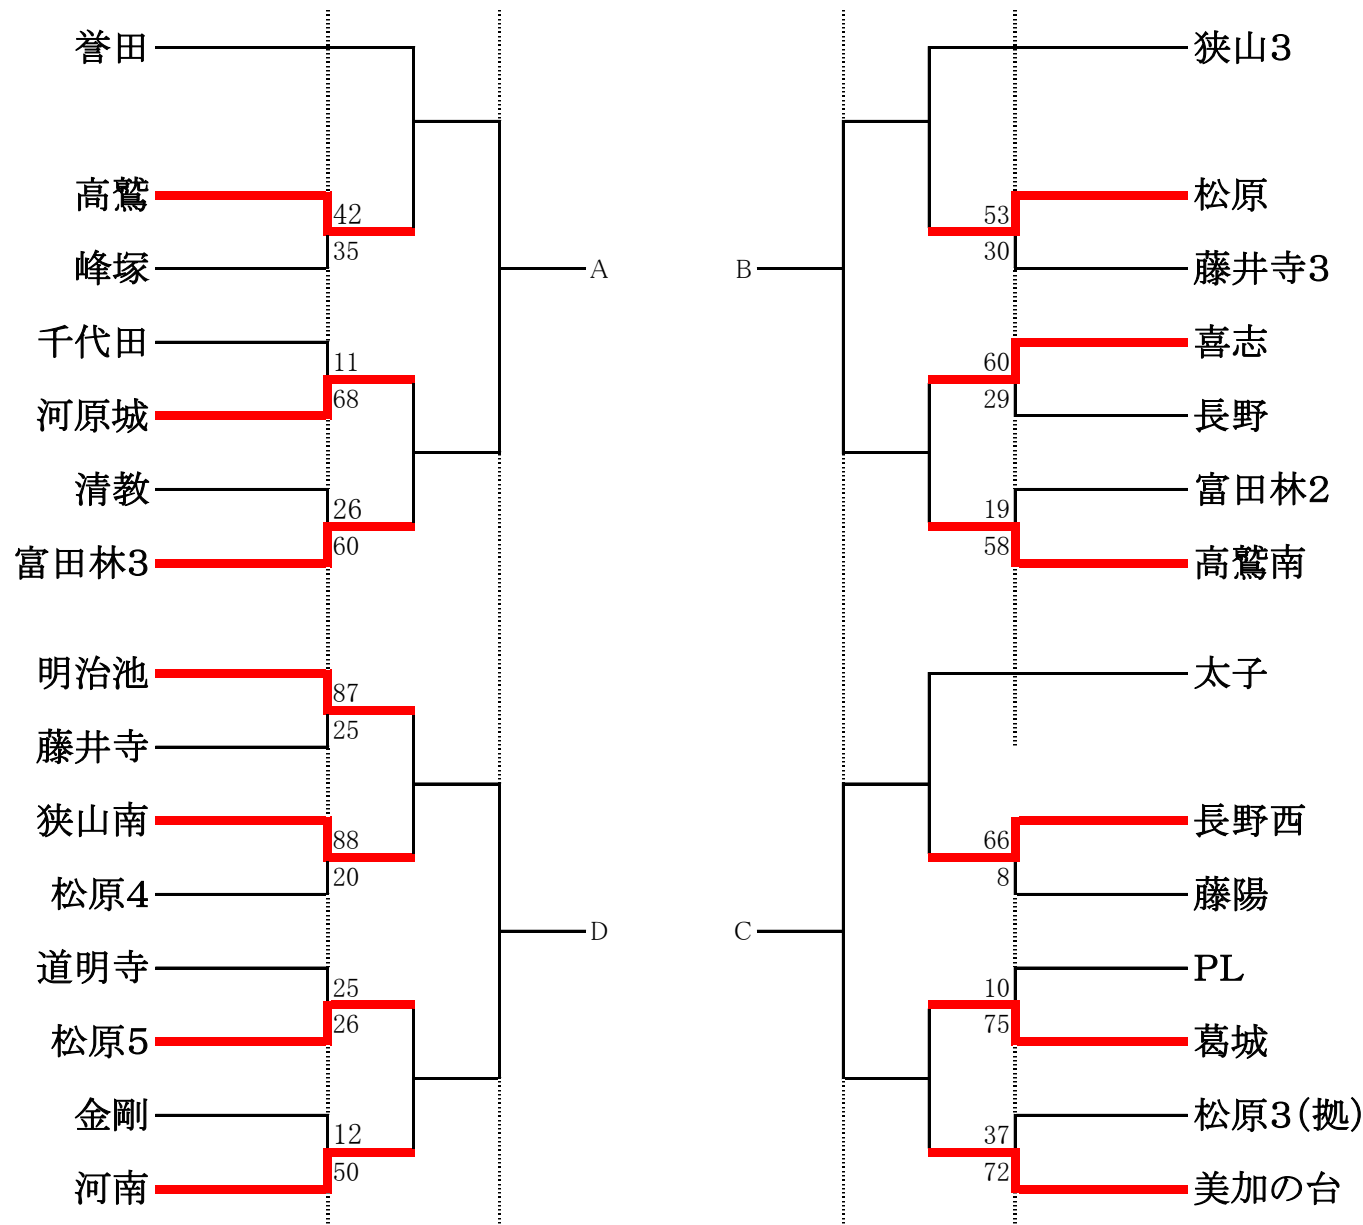 誉田
高鷲
42
35
峰塚
千代田
11
68
河原城
清教
26
60
富田林3
A
明治池
87
25
藤井寺
狭山南
88
20
松原4
道明寺
25
26
松原5
金剛
12
50
河南
D
狭山3
松原
53
30
藤井寺3
喜志
60
29
長野
富田林2
19
58
高鷲南
B
太子
長野西
66
8
藤陽
PL
10
75
葛城
松原3(拠)
37
72
美加の台
C